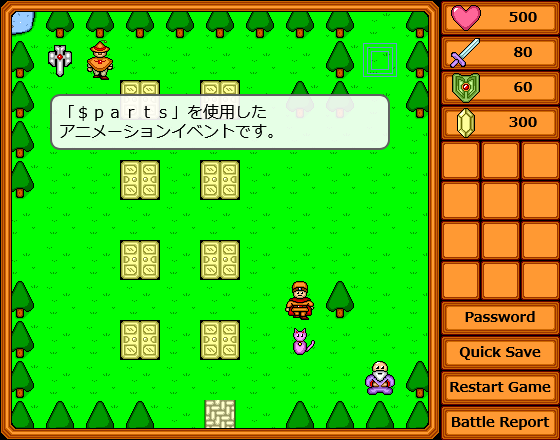 「＄ｐａｒｔｓ」を使用した
アニメーションイベントです。
500
80
60
300
Password
Quick Save
Restart Game
Battle Report